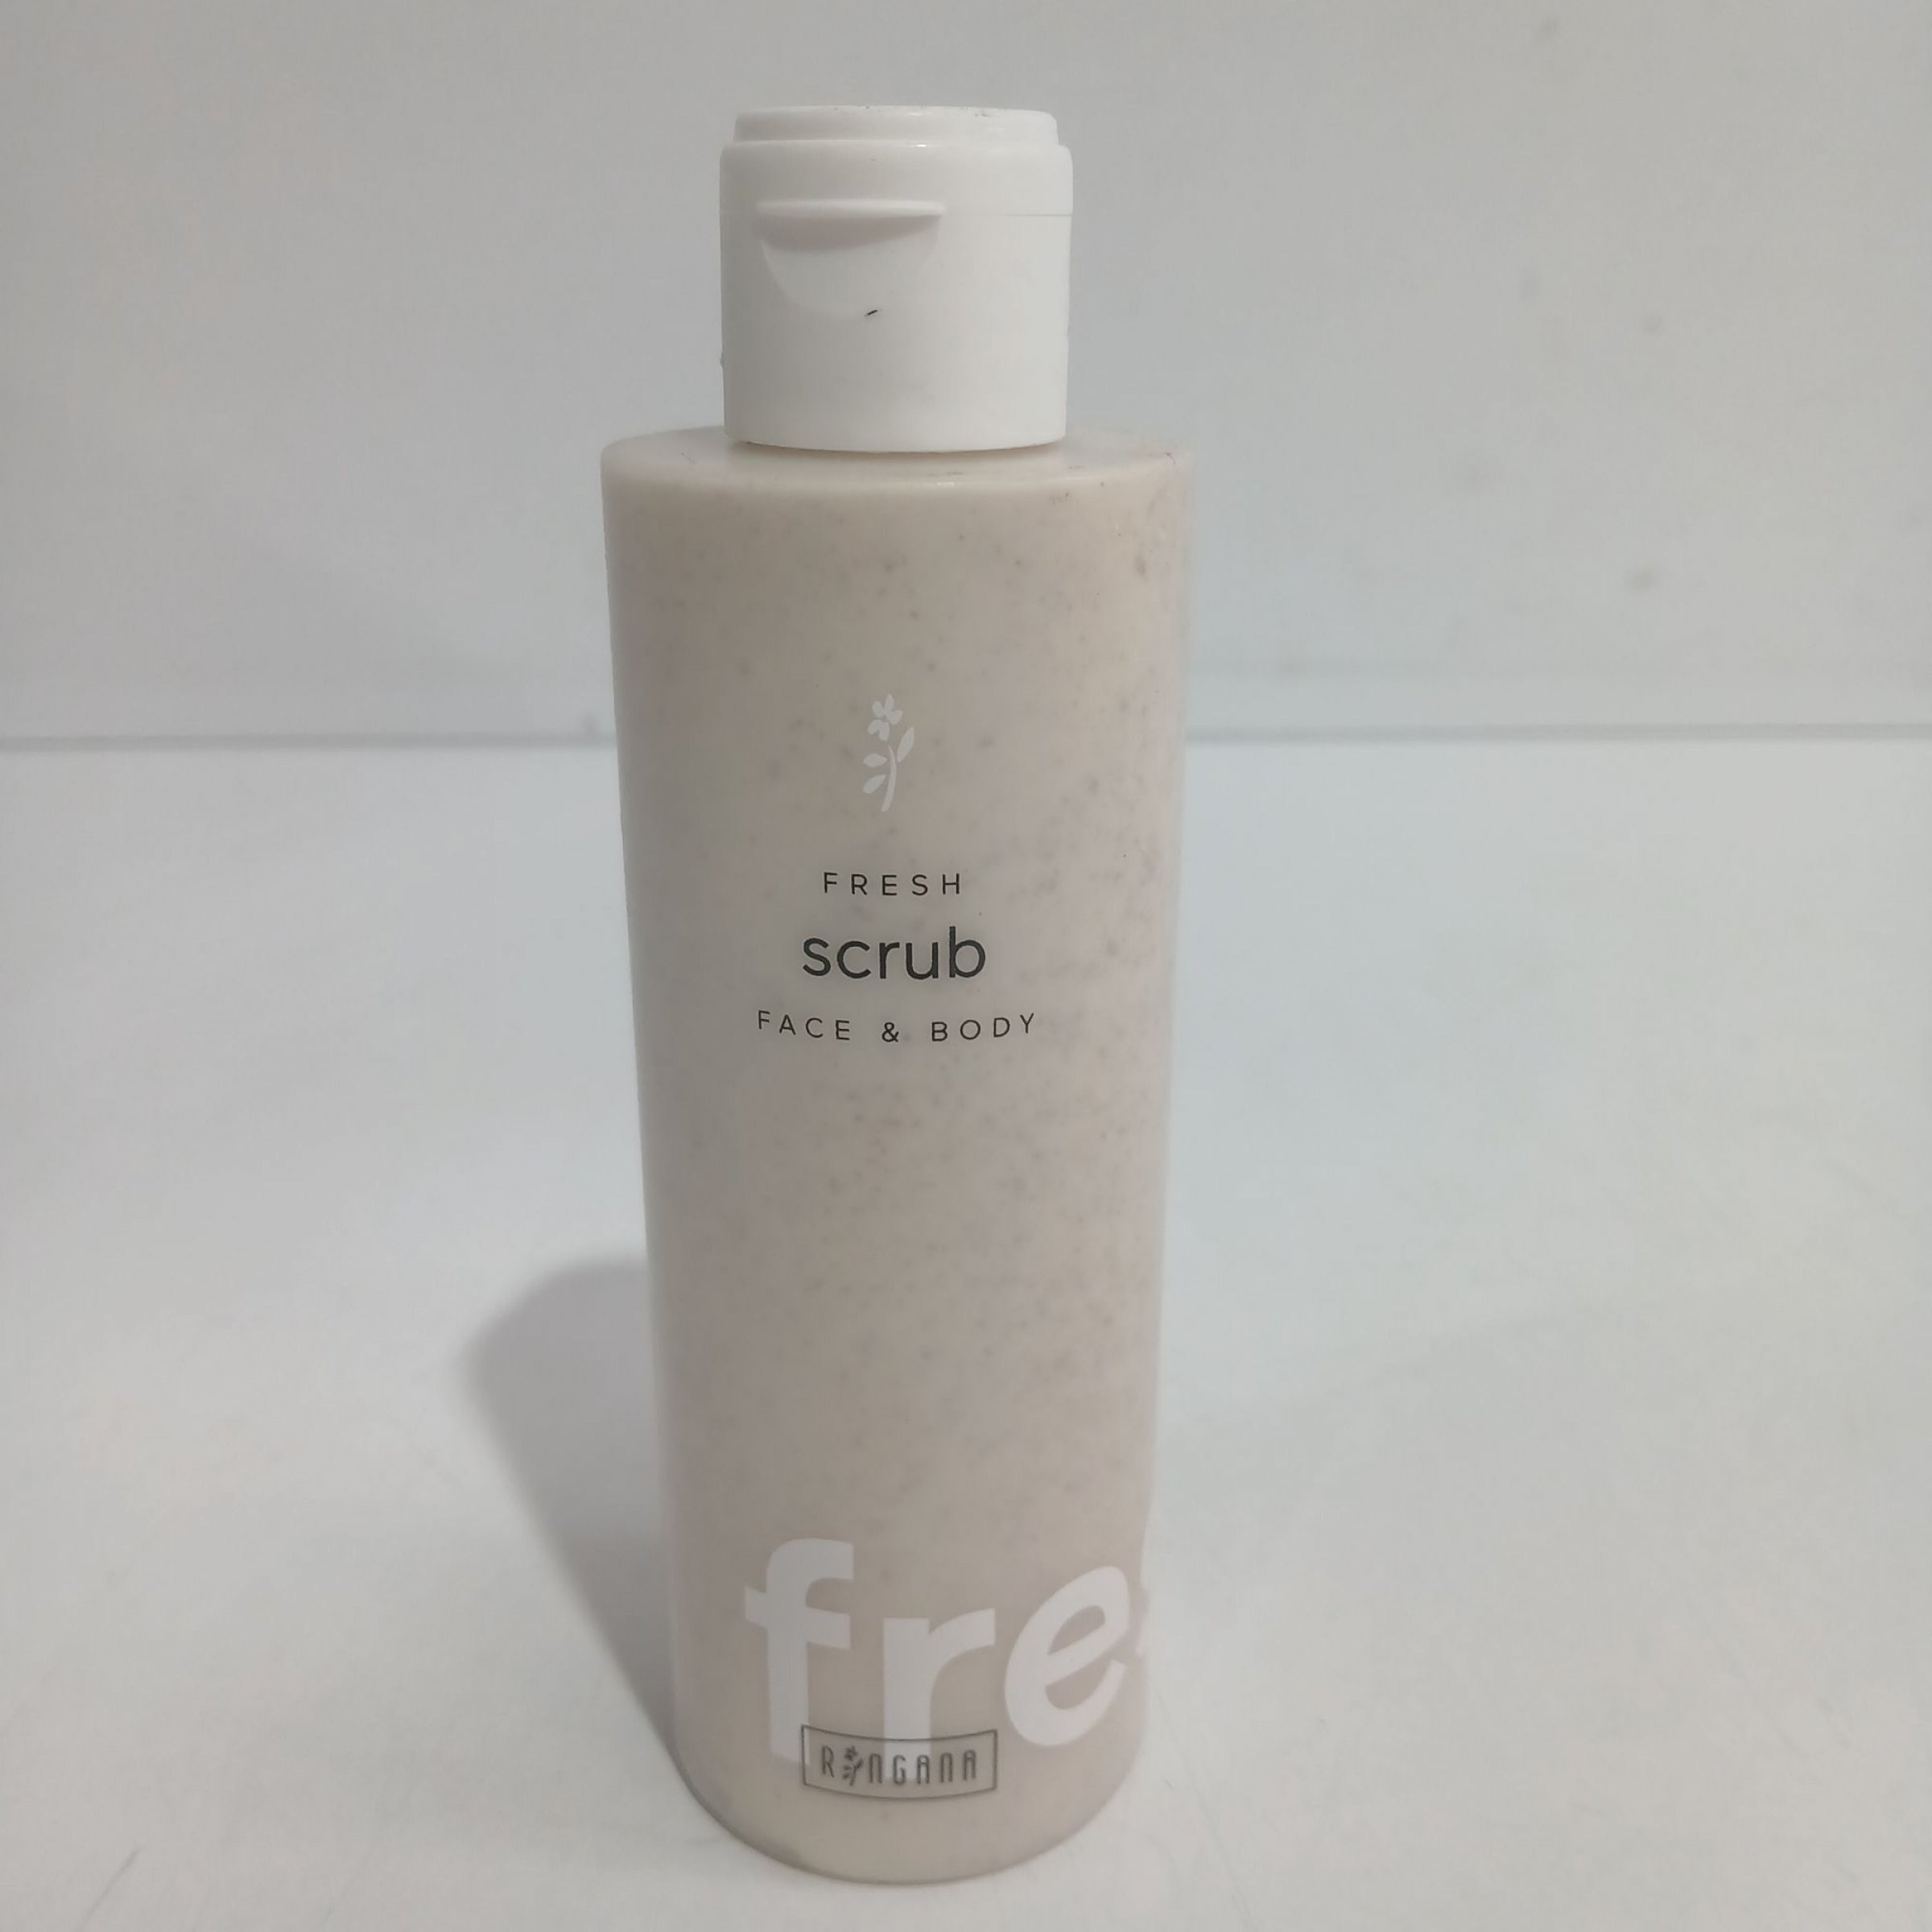 FRESH
scrub
FACE & BODY
fre
RINGANA